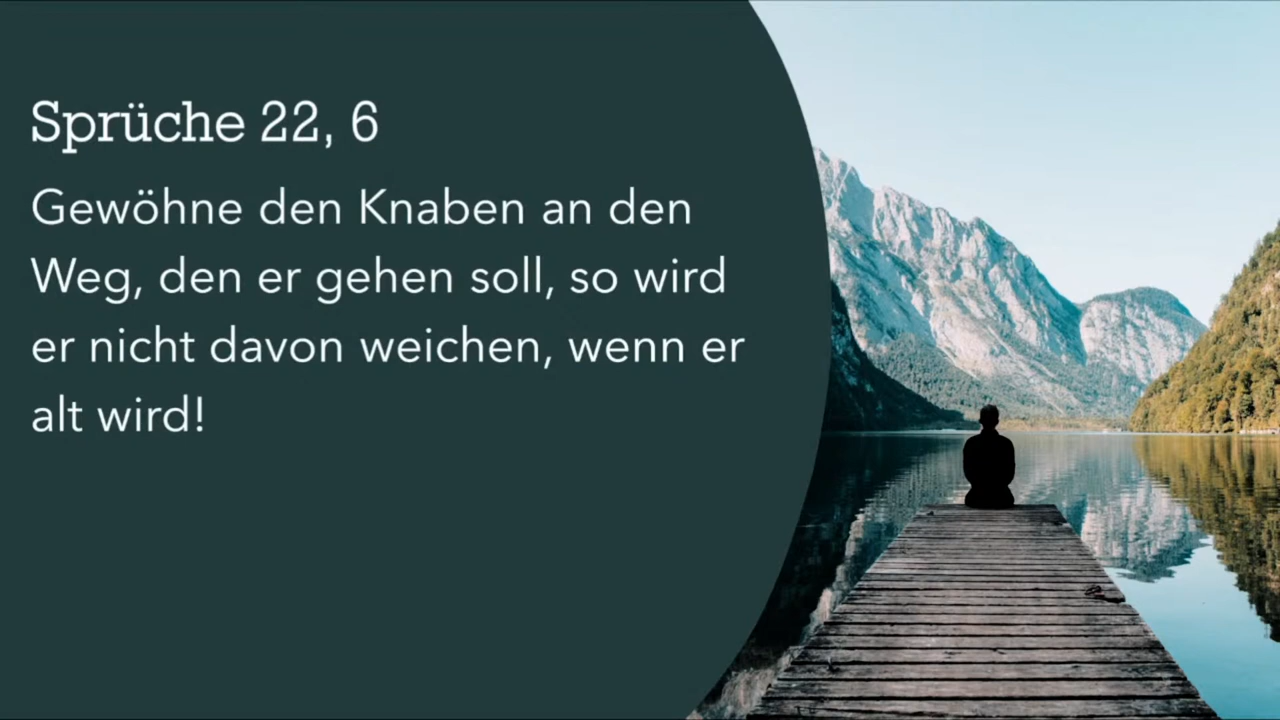 Sprüche 22, 6
Gewöhne den Knaben an den
Weg, den er gehen soll, so wird
er nicht davon weichen, wenn er
alt wird!